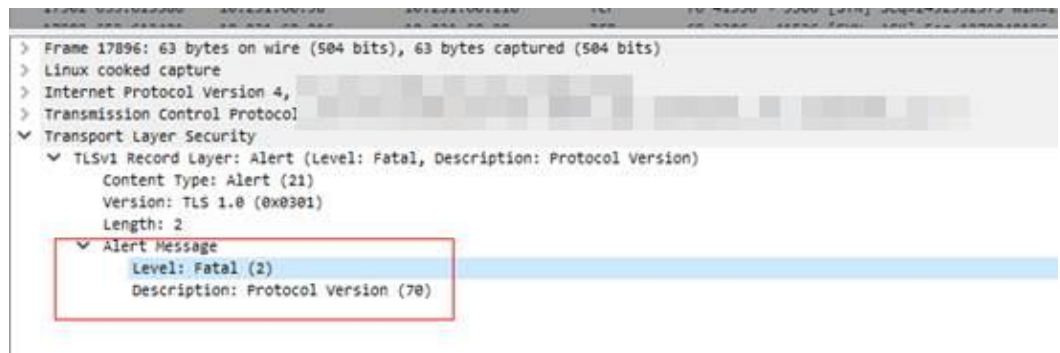 > Frame 17896: 63 bytes on wire (504 bits), 63 bytes captured (504 bits)
> Linux cooked capture
> Internet Protocol Version 4,
> Transmission Control Protocol
Transport Layer Security
TLSv1 Record Layer: Alert (Level: Fatal, Description: Protocol Version)
Content Type: Alert (21)
Version: TLS 1.0 (0x0301)
Length: 2
Alert Message
Level: Fatal (2)
Description: Protocol Version (70)